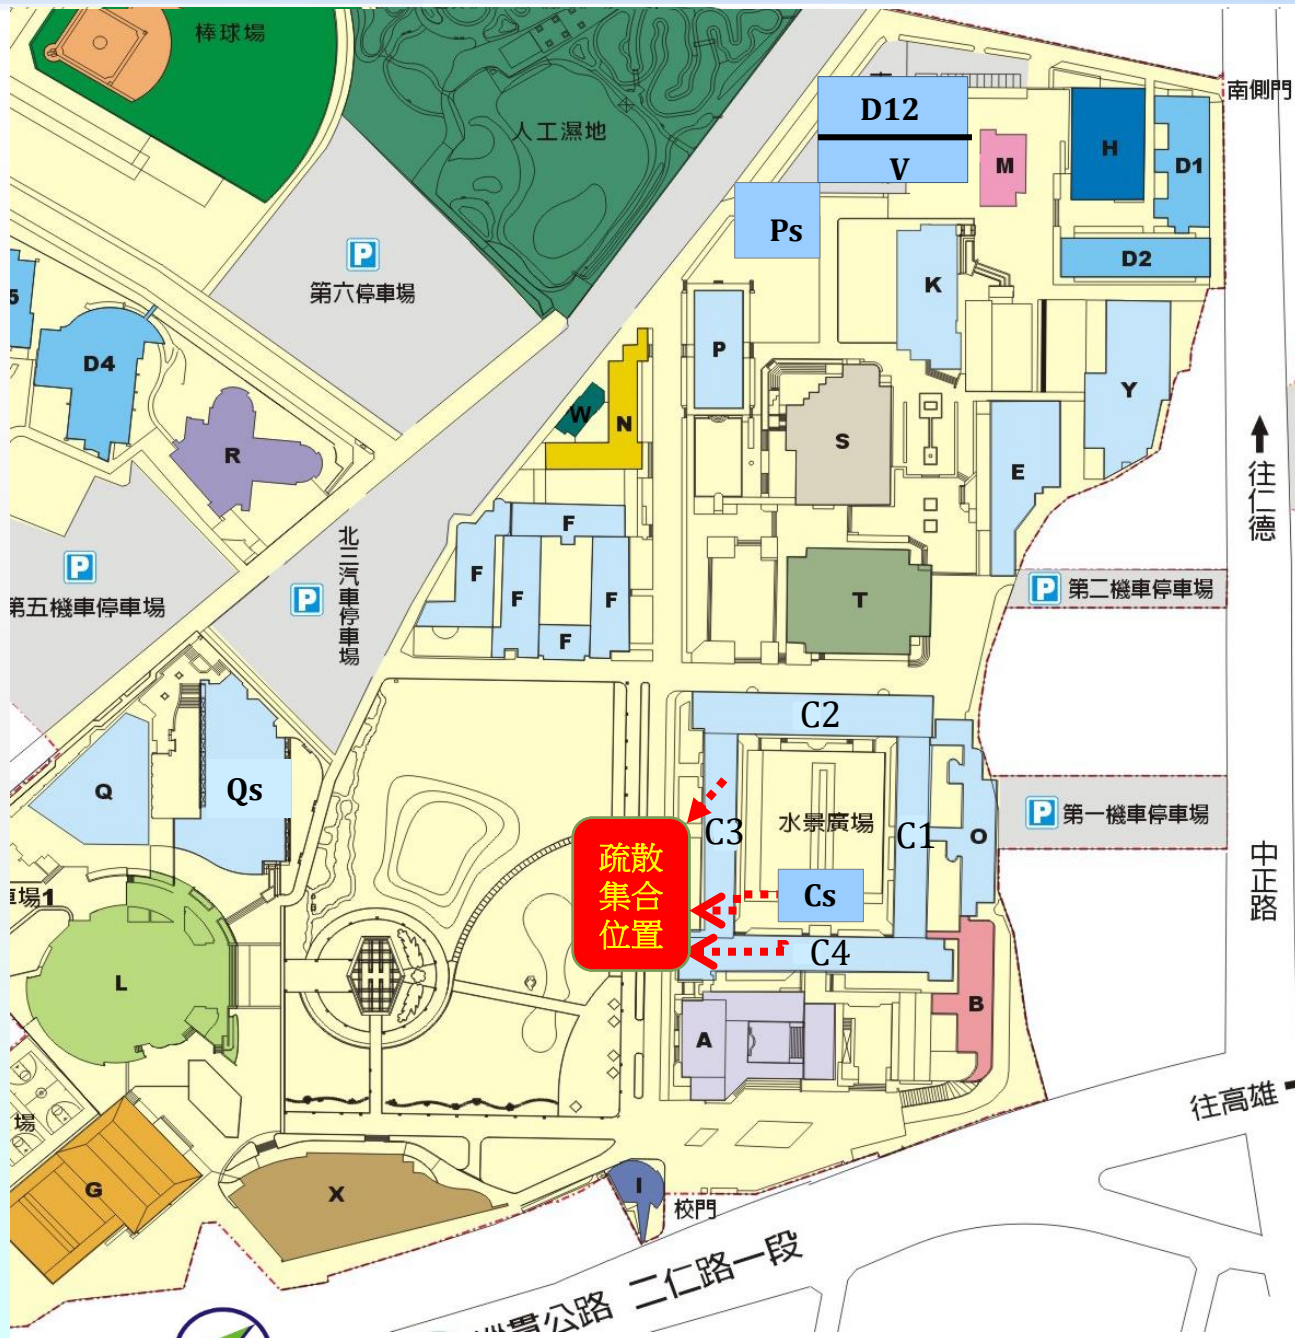 棒球場
人工濕地
南側門
D12
V
M
H
D1
Ps
D2
K
P
第六停車場
5
D4
P
Y
W
N
S
R
E
往仁德
F
北三汽車停車場
F
P
第五機車停車場
P
F
F
F
T
P
第二機車停車場
C2
Q
Qs
C3
水景廣場
C1
O
P
第一機車停車場
疏散
集合
位置
Cs
C4
中正路
場1
L
A
B
往高雄
場
G
X
I
校門
公路 二仁路一段